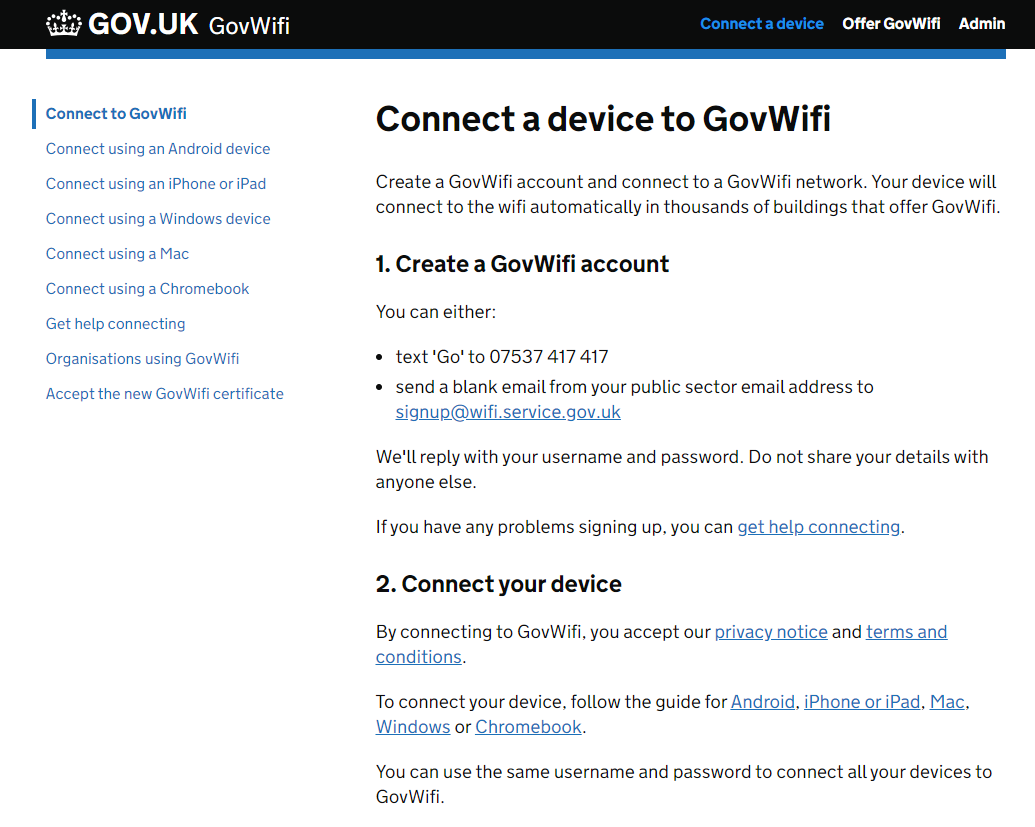 GOV.UK GovWifi
Connect a device
Offer GovWifi
Admin
Connect to GovWifi
Connect using an Android device
Connect using an iPhone or iPad
Connect using a Windows device
Connect using a Mac
Connect using a Chromebook
Get help connecting
Organisations using GovWifi
Accept the new GovWifi certificate
Connect a device to GovWifi
Create a GovWifi account and connect to a GovWifi network. Your device will
connect to the wifi automatically in thousands of buildings that offer GovWifi.
1. Create a GovWifi account
You can either:
• text 'Go' to 07537 417 417
• send a blank email from your public sector email address to
signup@wifi.service.gov.uk
We'll reply with your username and password. Do not share your details with
anyone else.
If you have any problems signing up, you can get help connecting.
2. Connect your device
By connecting to GovWifi, you accept our privacy notice and terms and
conditions.
To connect your device, follow the guide for Android, iPhone or iPad, Mac,
Windows or Chromebook.
You can use the same username and password to connect all your devices to
GovWifi.